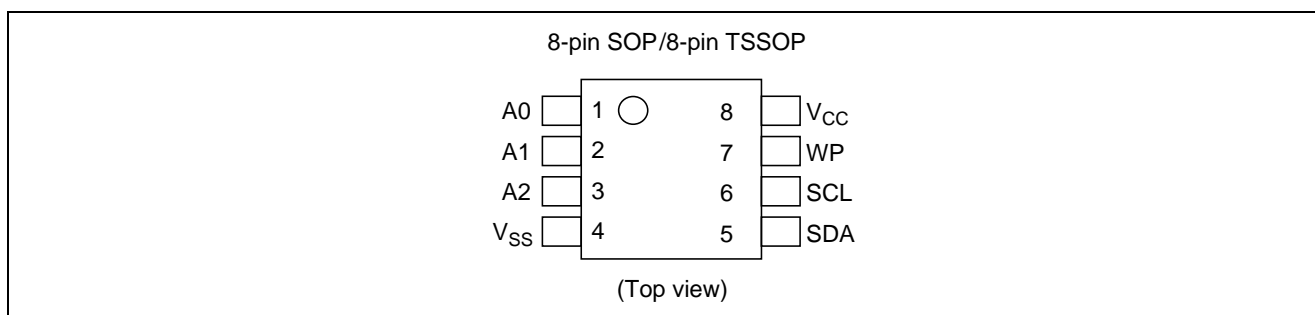 8-pin SOP/8-pin TSSOP
A0 1 8 VCC
A1 2 7 WP
A2 3 6 SCL
VSS 4 5 SDA
(Top view)